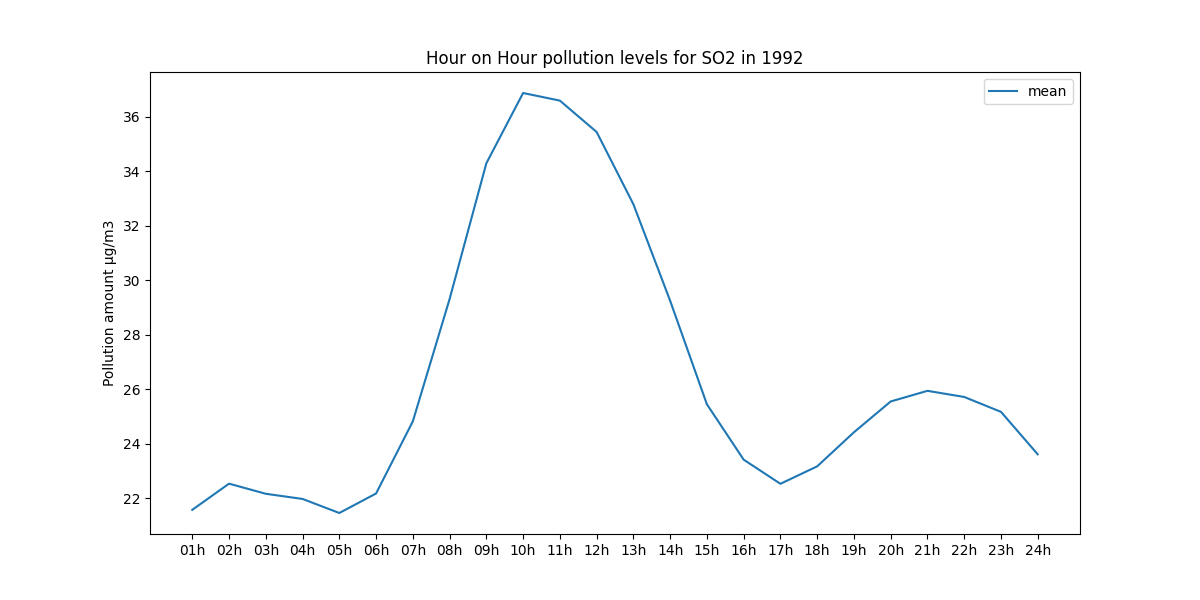 Hour on Hour pollution levels for SO2 in 1992
mean
Pollution amount µg/m3
36
34
32
30
28
26
24
22
01h 02h 03h 04h 05h 06h 07h 08h 09h 10h 11h 12h 13h 14h 15h 16h 17h 18h 19h 20h 21h 22h 23h 24h